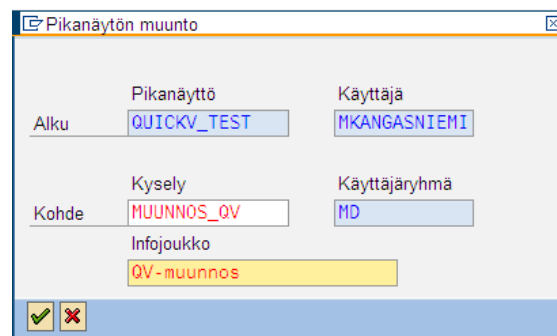 Pikanäytön muunto
Pikanäyttö Käyttäjä
Alku QUICKV_TEST MKANGASNIEMI
Kysely Käyttäjäryhmä
Kohde MUUNNOS_QV MD
Infojoukko
QV-muunnos